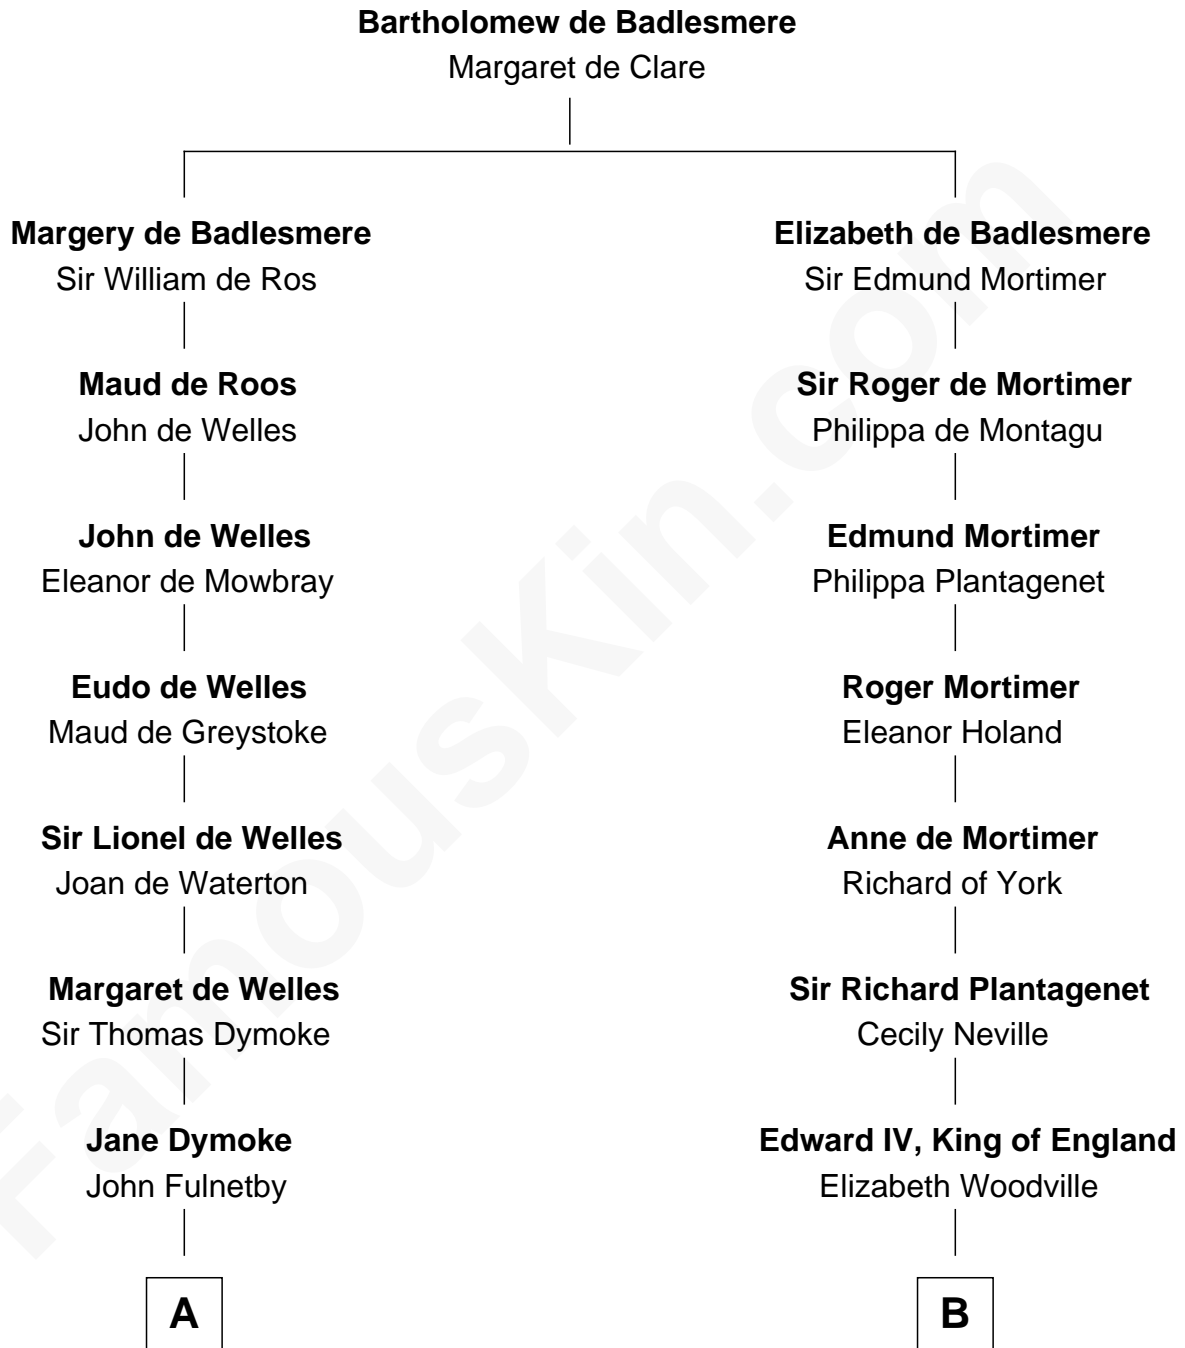 Bartholomew de Badlesmere
Margaret de Clare
Margery de Badlesmere
Sir William de Ros
Elizabeth de Badlesmere
Sir Edmund Mortimer
Maud de Roos
John de Welles
Sir Roger de Mortimer
Philippa de Montagu
John de Welles
Eleanor de Mowbray
Edmund Mortimer
Philippa Plantagenet
Eudo de Welles
Maud de Greystoke
Roger Mortimer
Eleanor Holand
Sir Lionel de Welles
Joan de Waterton
Anne de Mortimer
Richard of York
Margaret de Welles
Sir Thomas Dymoke
Sir Richard Plantagenet
Cecily Neville
Jane Dymoke
John Fulnetby
Edward IV, King of England
Elizabeth Woodville
A
B
FamousKin.com